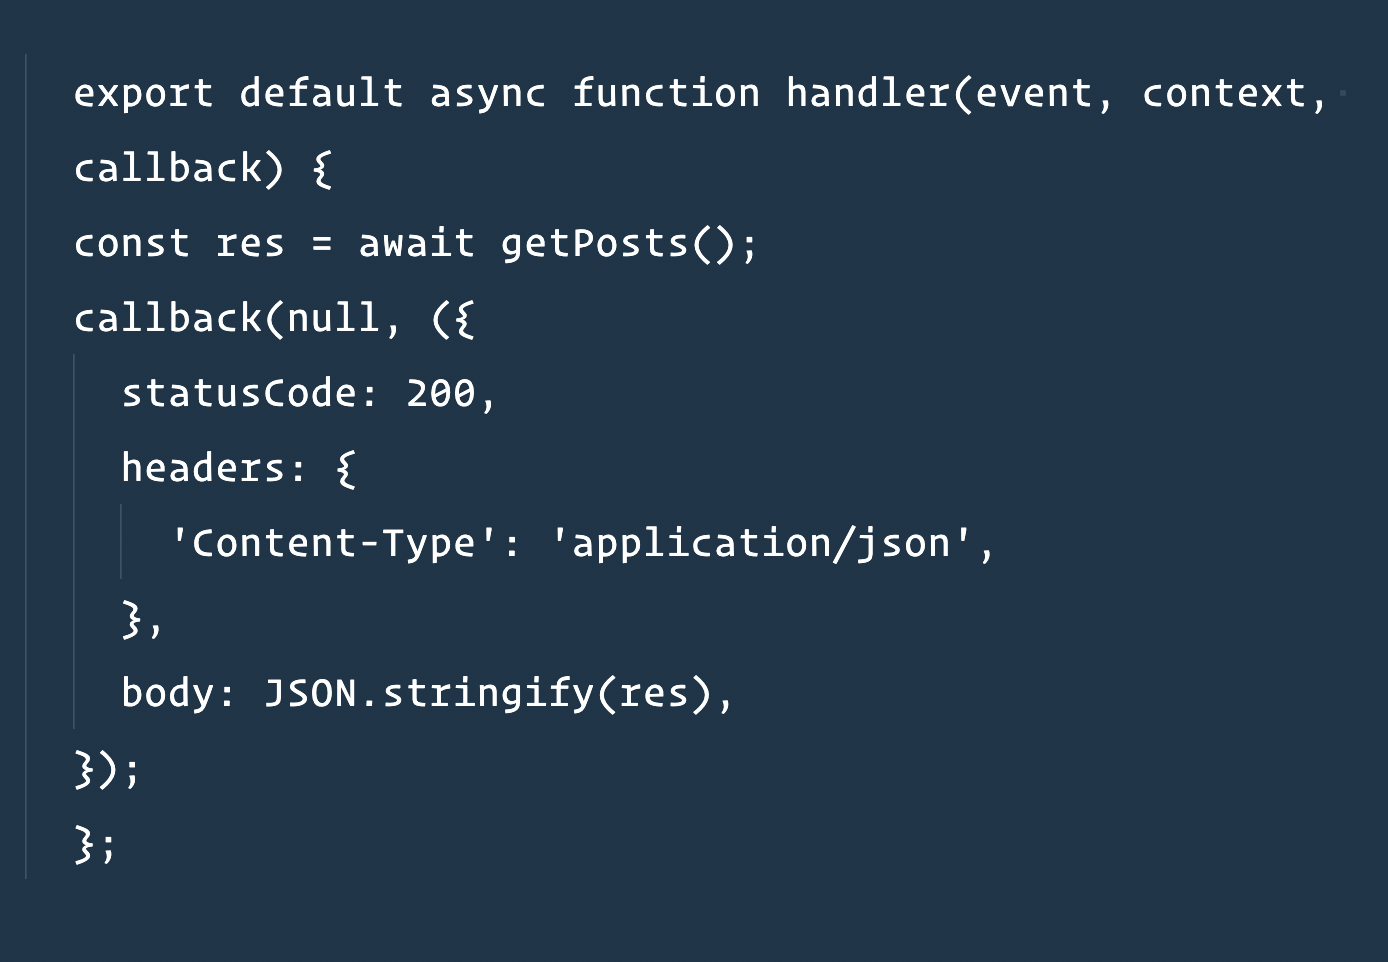 export default async function handler(event, context,
callback) {
const res = await getPosts();
callback(null, ({
statusCode: 200,
headers: {
'Content-Type': 'application/json',
},
body: JSON.stringify(res),
});
};